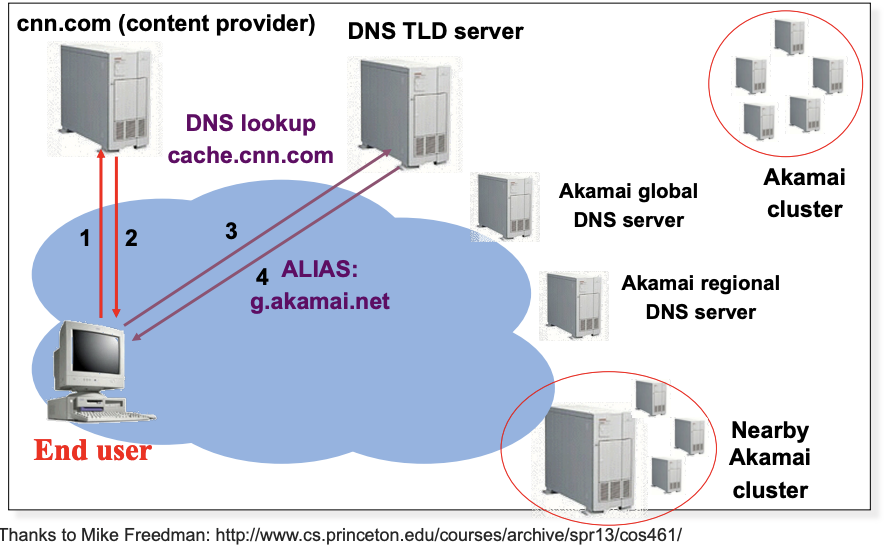 cnn.com (content provider)
DNS TLD server
DNS lookup
cache.cnn.com
Akamai
cluster
Akamai global
DNS server
1
2
3
4
ALIAS:
g.akamai.net
Akamai regional
DNS server
End user
Nearby
Akamai
cluster
Thanks to Mike Freedman: http://www.cs.princeton.edu/courses/archive/spr13/cos461/